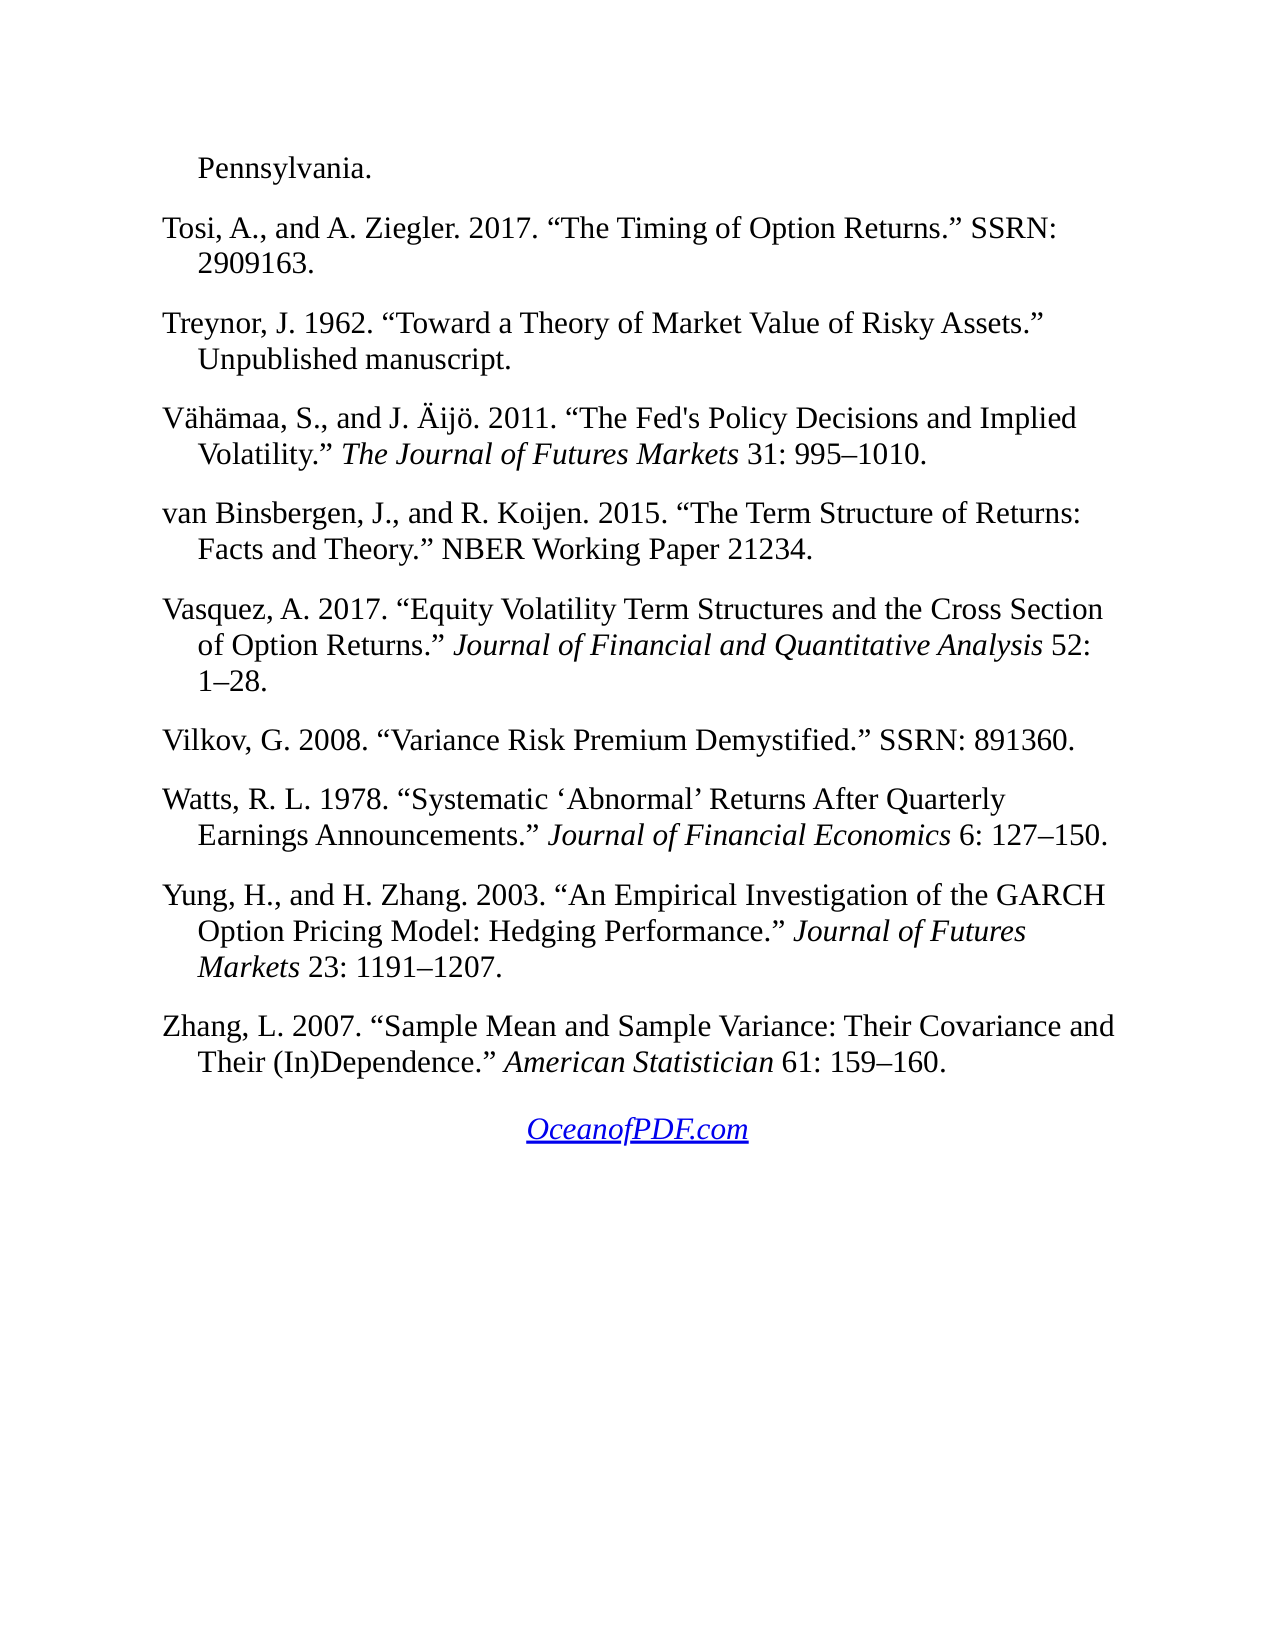 Pennsylvania.
Tosi, A., and A. Ziegler. 2017. “The Timing of Option Returns.” SSRN:
2909163.
Treynor, J. 1962. “Toward a Theory of Market Value of Risky Assets.”
Unpublished manuscript.
Vähämaa, S., and J. Äijö. 2011. “The Fed's Policy Decisions and Implied
Volatility.” The Journal of Futures Markets 31: 995–1010.
van Binsbergen, J., and R. Koijen. 2015. “The Term Structure of Returns:
Facts and Theory.” NBER Working Paper 21234.
Vasquez, A. 2017. “Equity Volatility Term Structures and the Cross Section
of Option Returns.” Journal of Financial and Quantitative Analysis 52:
1–28.
Vilkov, G. 2008. “Variance Risk Premium Demystified.” SSRN: 891360.
Watts, R. L. 1978. “Systematic ‘Abnormal’ Returns After Quarterly
Earnings Announcements.” Journal of Financial Economics 6: 127–150.
Yung, H., and H. Zhang. 2003. “An Empirical Investigation of the GARCH
Option Pricing Model: Hedging Performance.” Journal of Futures
Markets 23: 1191–1207.
Zhang, L. 2007. “Sample Mean and Sample Variance: Their Covariance and
Their (In)Dependence.” American Statistician 61: 159–160.
OceanofPDF.com